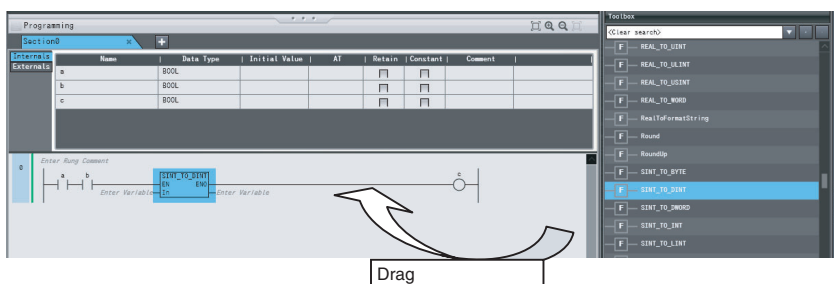 Programming
Section0 × +
Internals
Externals
Name | Data Type | Initial Value | AT | Retain | Constant | Comment
a BOOL
b BOOL
c BOOL
0
Enter Rung Comment
a b SINT_TO_DINT c
EN ENO
Enter Variable In Enter Variable
Drag
Toolbox
<Clear search>
F REAL_TO_UINT
F REAL_TO_ULINT
F REAL_TO_USINT
F REAL_TO_WORD
F RealToFormatString
F Round
F RoundUp
F SINT_TO_BYTE
F SINT_TO_DINT
F SINT_TO_DWORD
F SINT_TO_INT
F SINT_TO_LINT